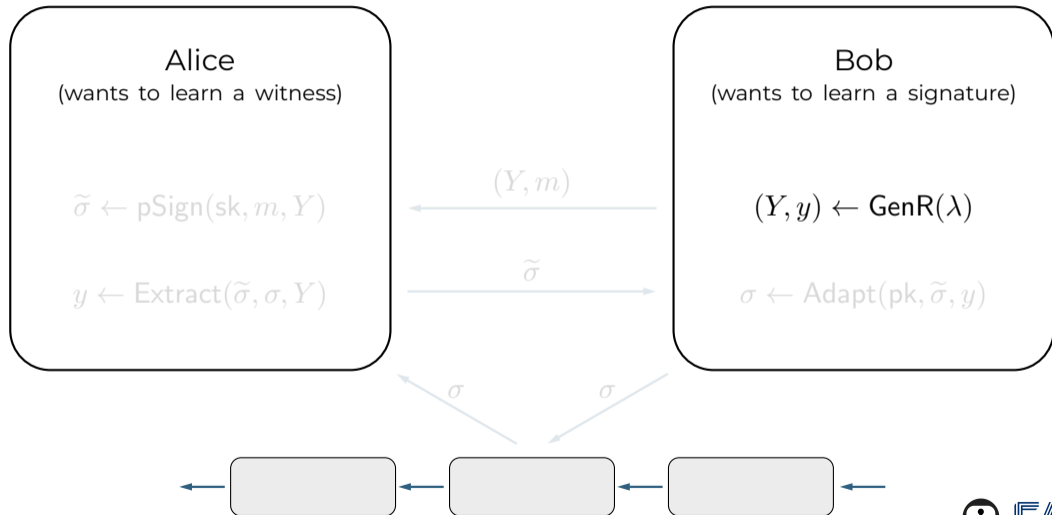 Alice
(wants to learn a witness)
Bob
(wants to learn a signature)
σ̃ ← pSign(sk, m, Y)
(Y, m)
(Y, y) ← GenR(λ)
y ← Extract(σ̃, σ, Y)
σ̃
σ ← Adapt(pk, σ̃, y)
σ
σ